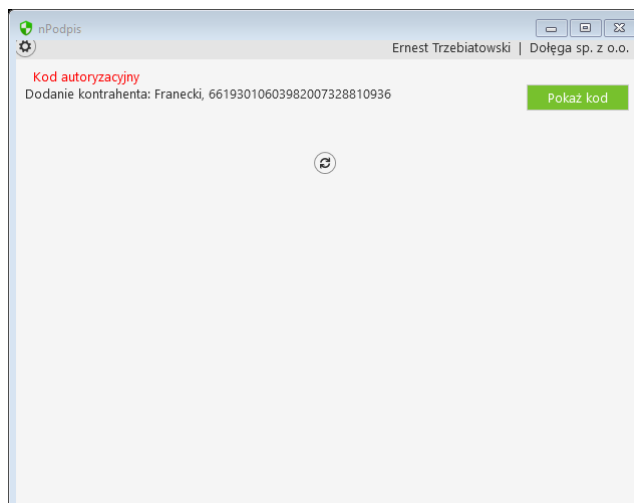 nPodpis
Ernest Trzebiatowski | Dołęga sp. z o.o.
Kod autoryzacyjny
Dodanie kontrahenta: Franecki, 66193010603982007328810936
Pokaż kod